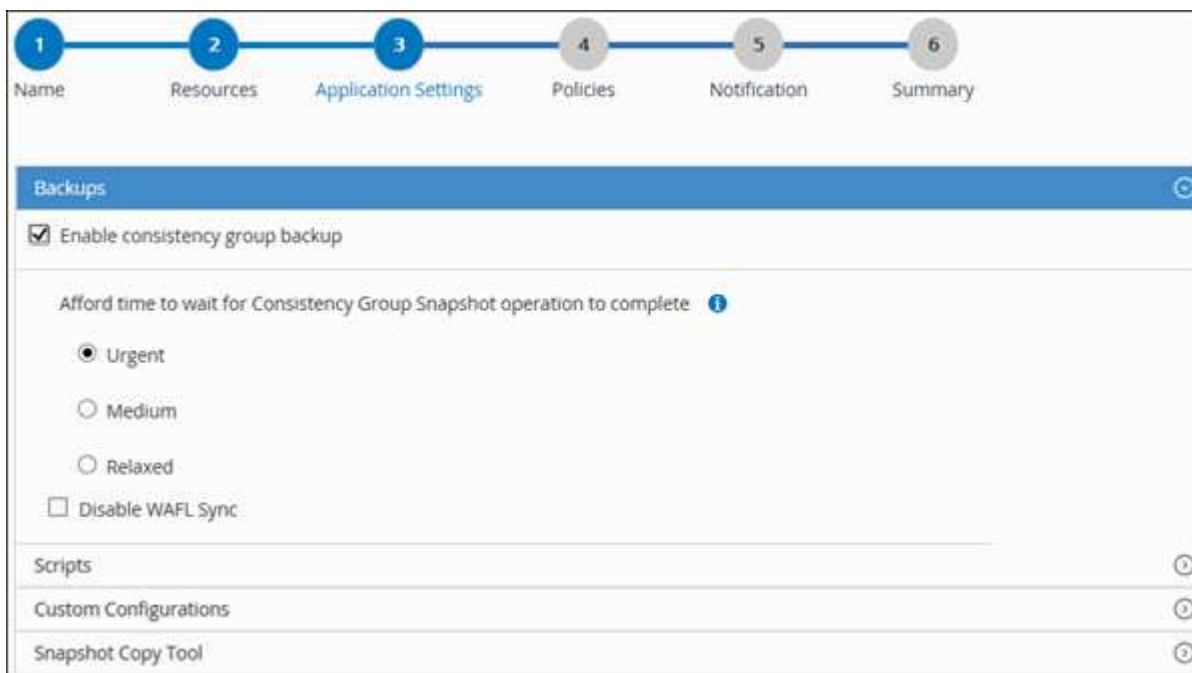 1 2 3 4 5 6
Name Resources Application Settings Policies Notification Summary
Backups
Enable consistency group backup
Afford time to wait for Consistency Group Snapshot operation to complete
Urgent
Medium
Relaxed
Disable WAFL Sync
Scripts
Custom Configurations
Snapshot Copy Tool